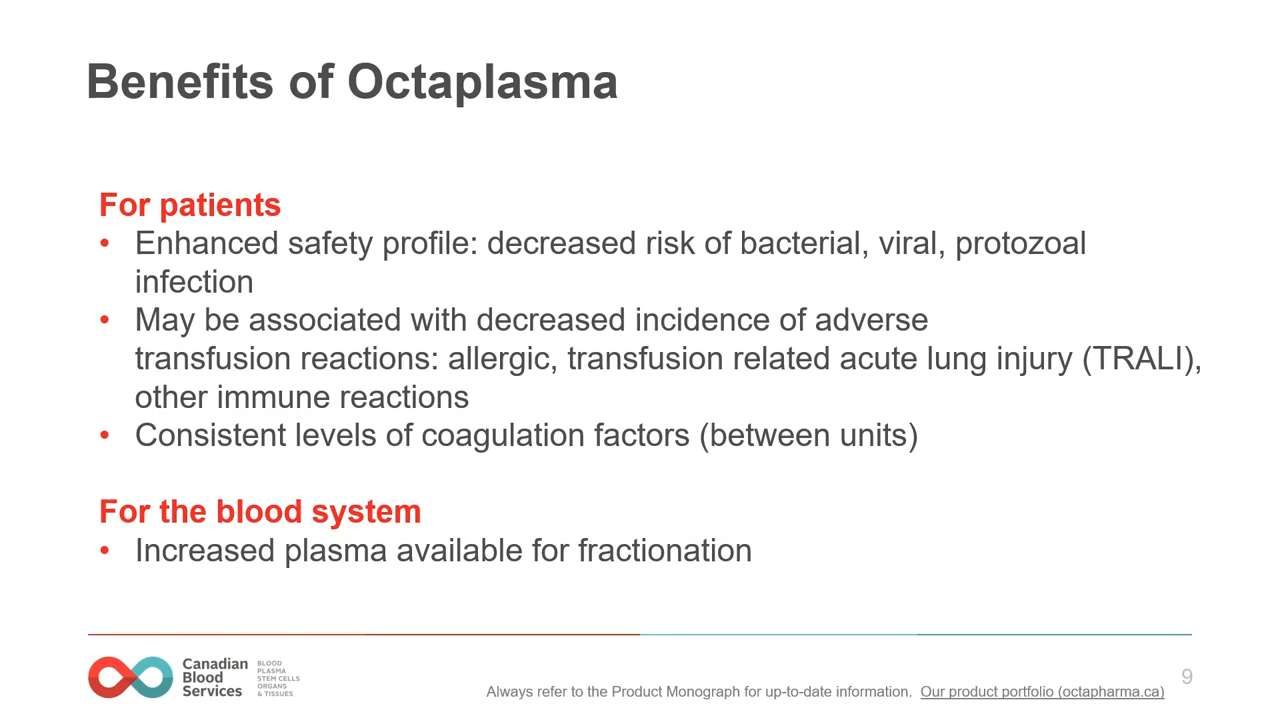 Benefits of Octaplasma
For patients
• Enhanced safety profile: decreased risk of bacterial, viral, protozoal
infection
• May be associated with decreased incidence of adverse
transfusion reactions: allergic, transfusion related acute lung injury (TRALI),
other immune reactions
• Consistent levels of coagulation factors (between units)
For the blood system
• Increased plasma available for fractionation
Canadian
Blood
Services
BLOOD
PLASMA
STEM CELLS
ORGANS
& TISSUES
Always refer to the Product Monograph for up-to-date information. Our product portfolio (octapharma.ca)
9